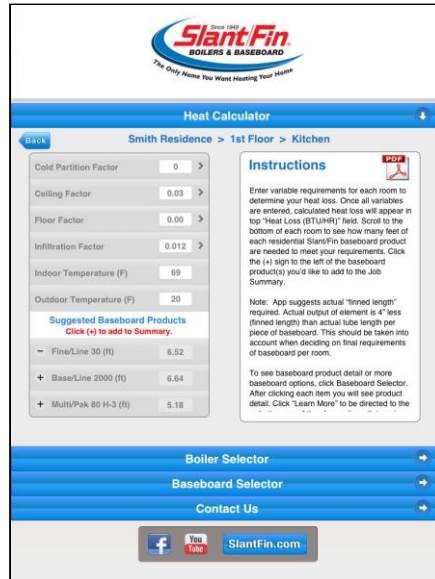 Since 1949
Slant/Fin®
BOILERS & BASEBOARD
The Only Name You Want Heating Your Home
Heat Calculator
Back
Smith Residence > 1st Floor > Kitchen
Cold Partition Factor 0 >
Ceiling Factor 0.03 >
Floor Factor 0.00 >
Infiltration Factor 0.012 >
Indoor Temperature (F) 69
Outdoor Temperature (F) 20
Suggested Baseboard Products
Click (+) to add to Summary.
− Fine/Line 30 (ft) 6.52
+ Base/Line 2000 (ft) 6.64
+ Multi/Pak 80 H-3 (ft) 5.18
Instructions
PDF
Enter variable requirements for each room to
determine your heat loss. Once all variables
are entered, calculated heat loss will appear in
top “Heat Loss (BTU/HR)” field. Scroll to the
bottom of each room to see how many feet of
each residential Slant/Fin baseboard product
are needed to meet your requirements. Click
the (+) sign to the left of the baseboard
product(s) you’d like to add to the Job
Summary.
Note: App suggests actual “finned length”
required. Actual output of element is 4” less
(finned length) than actual tube length per
piece of baseboard. This should be taken into
account when deciding on final requirements
of baseboard per room.
To see baseboard product detail or more
baseboard options, click Baseboard Selector.
After clicking each item you will see product
detail. Click “Learn More” to be directed to the
Boiler Selector
Baseboard Selector
Contact Us
f
You
Tube
SlantFin.com